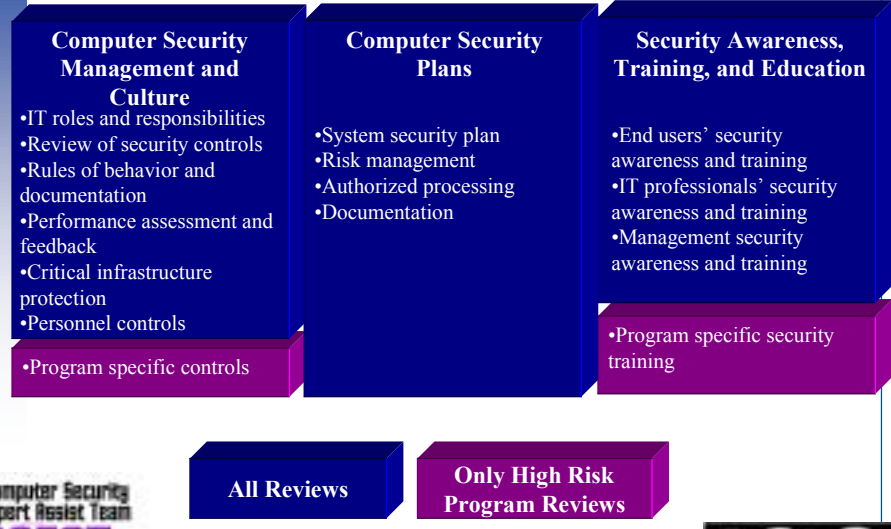 Computer Security
Management and
Culture
•IT roles and responsibilities
•Review of security controls
•Rules of behavior and
documentation
•Performance assessment and
feedback
•Critical infrastructure
protection
•Personnel controls
•Program specific controls
Computer Security
Plans
•System security plan
•Risk management
•Authorized processing
•Documentation
Security Awareness,
Training, and Education
•End users’ security
awareness and training
•IT professionals’ security
awareness and training
•Management security
awareness and training
•Program specific security
training
All Reviews
Only High Risk
Program Reviews
Security
Assist Team